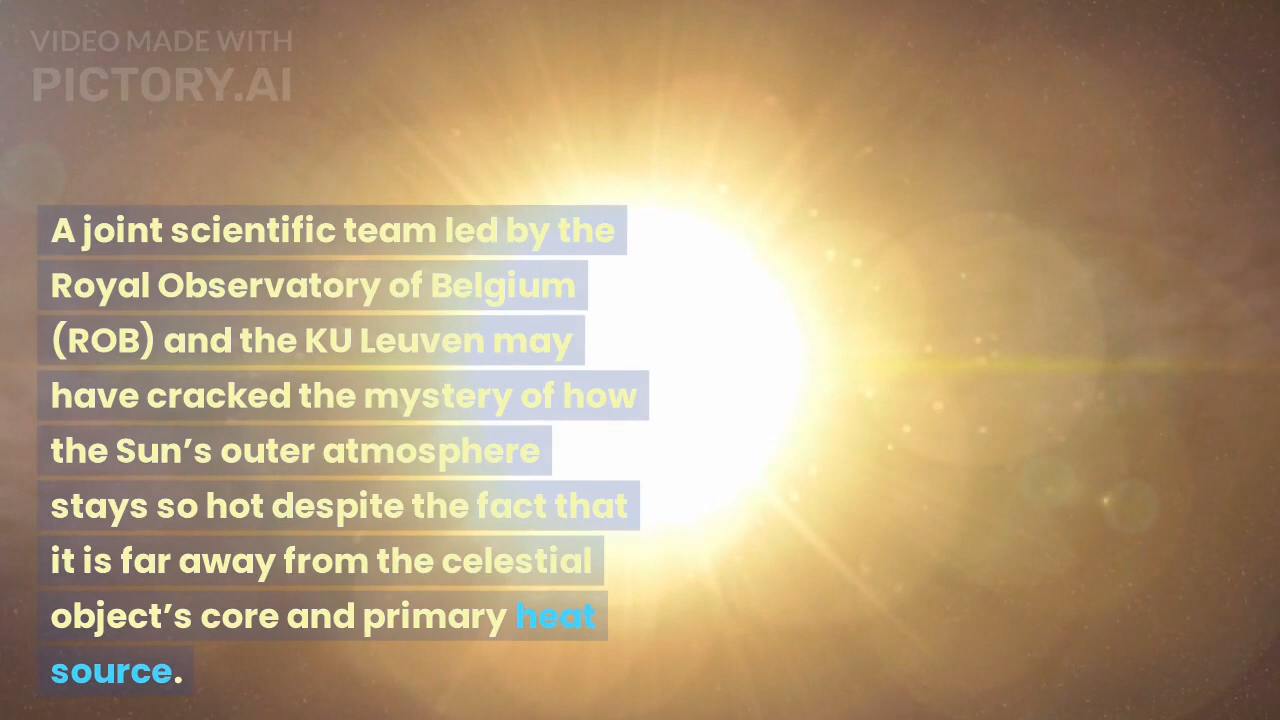 VIDEO MADE WITH
PICTORY.AI
A joint scientific team led by the
Royal Observatory of Belgium
(ROB) and the KU Leuven may
have cracked the mystery of how
the Sun’s outer atmosphere
stays so hot despite the fact that
it is far away from the celestial
object’s core and primary heat
source.